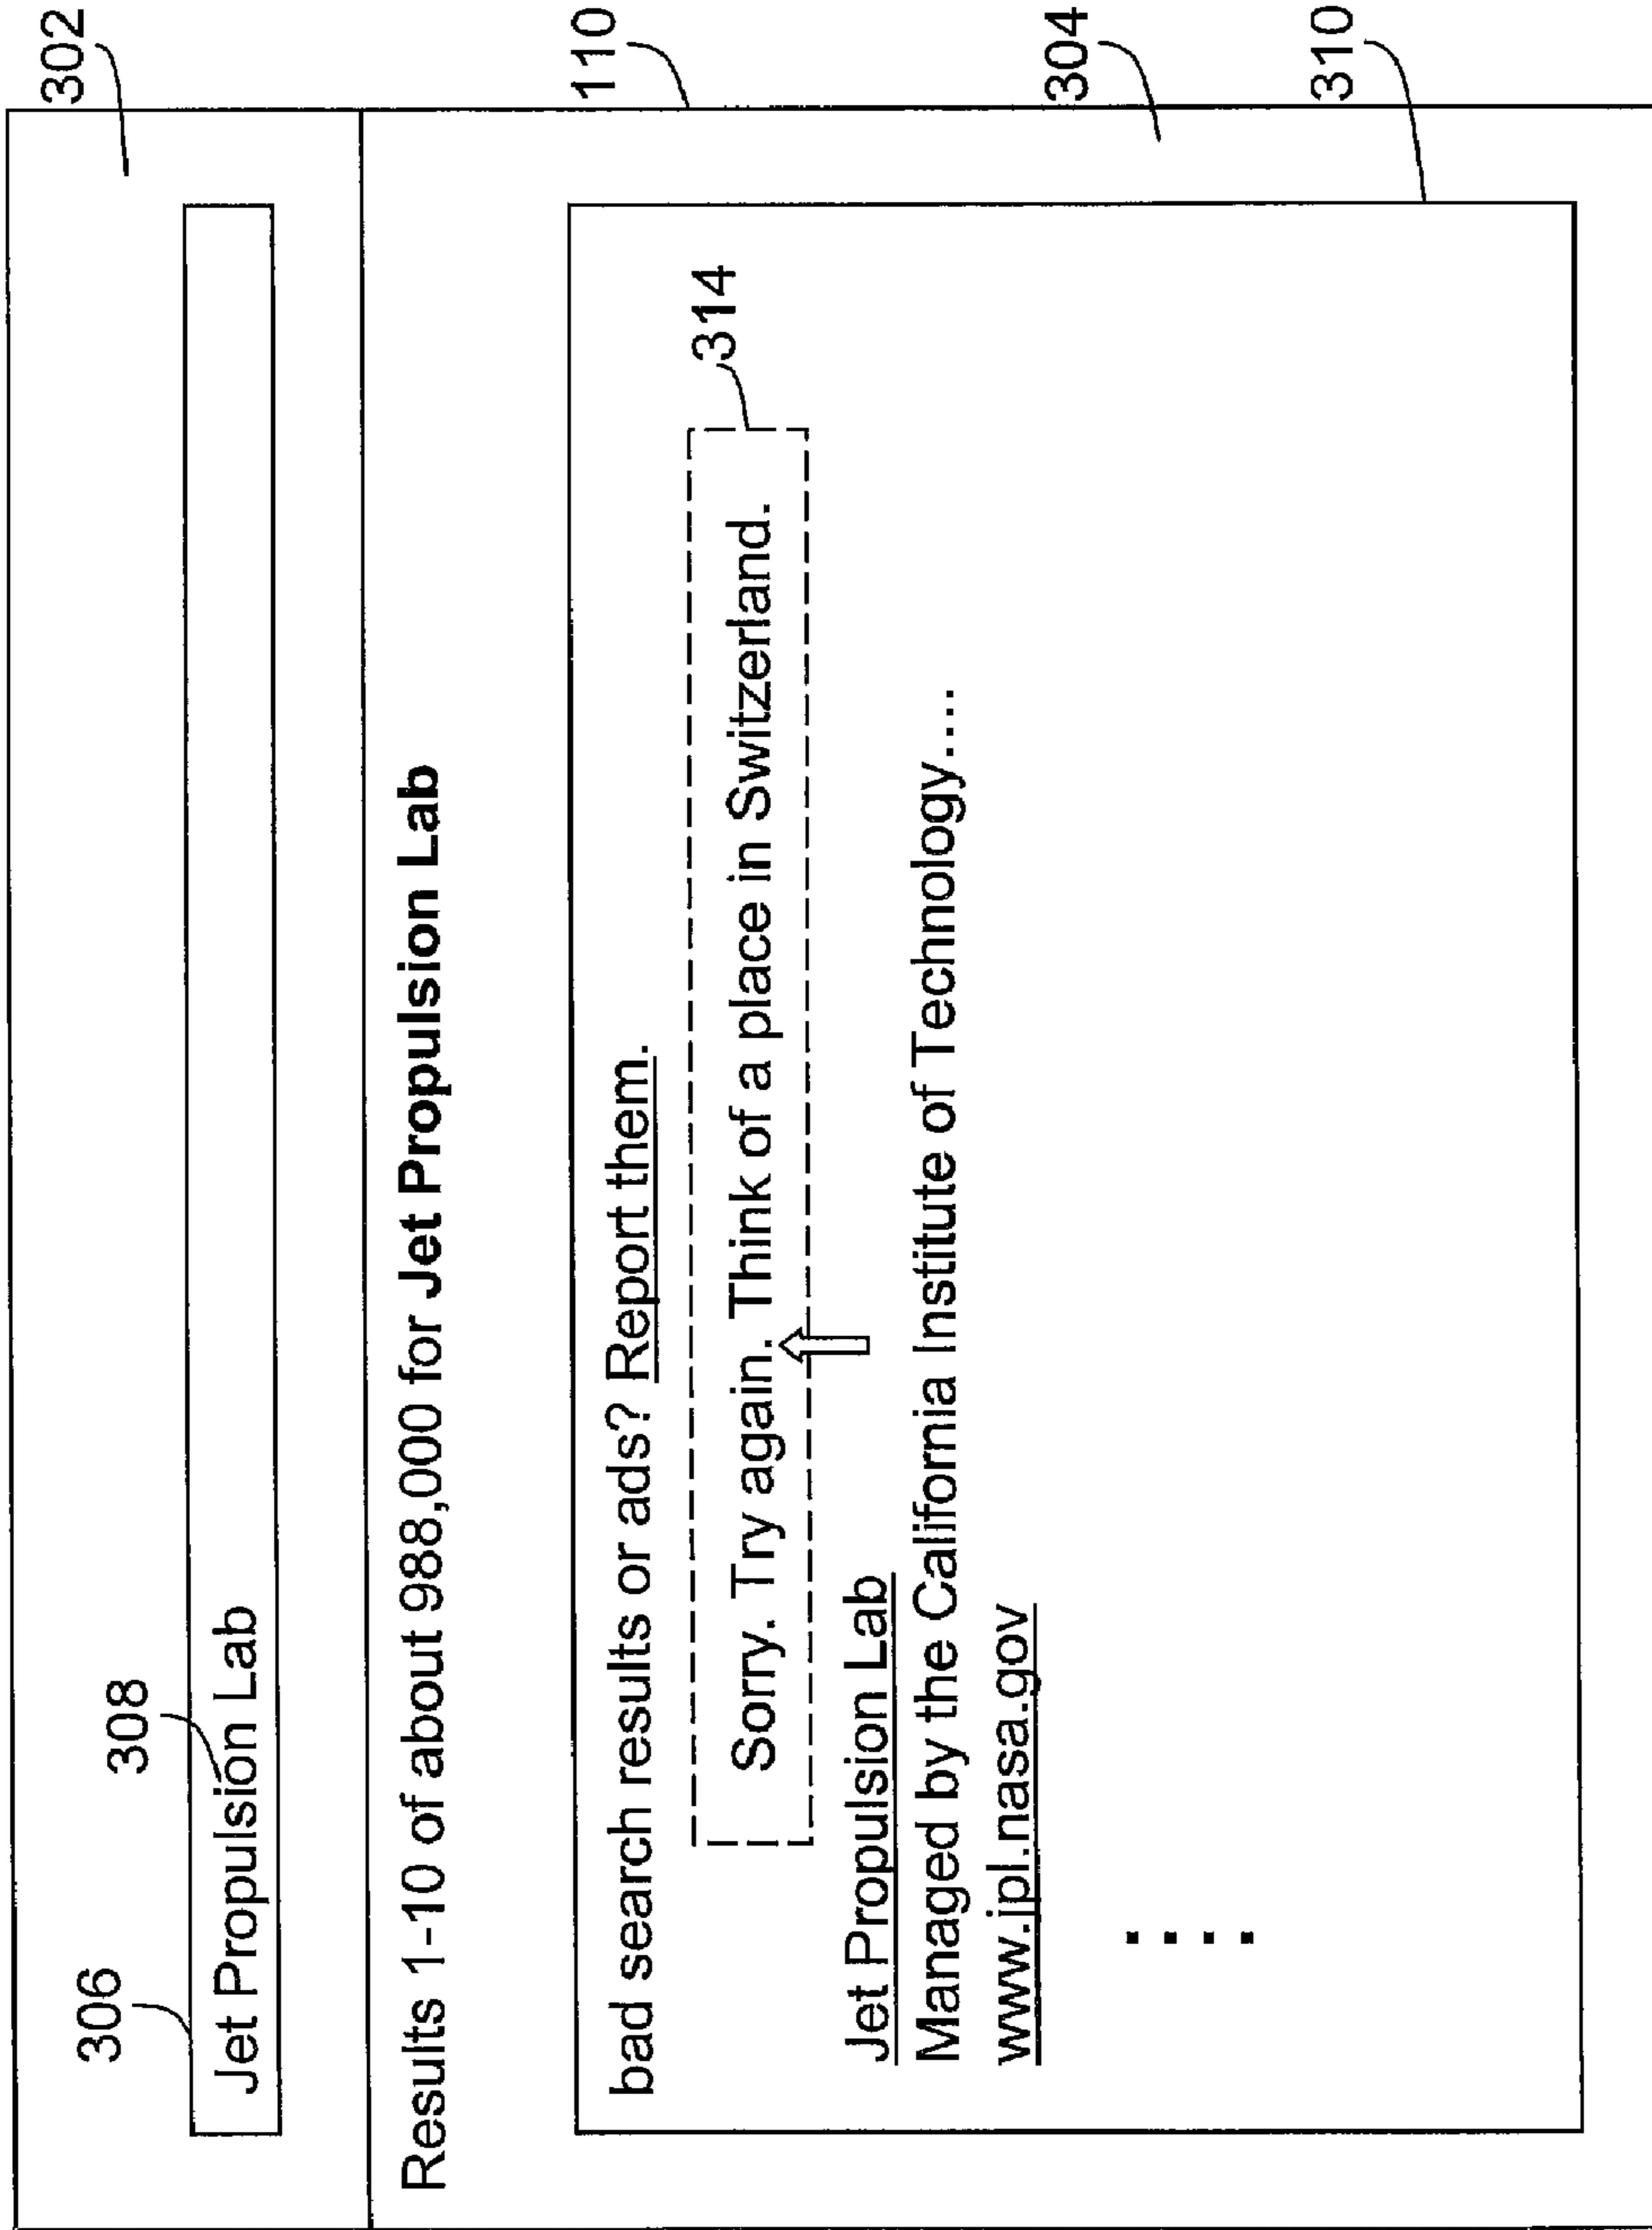 302
306
308
Jet Propulsion Lab
Results 1-10 of about 988,000 for Jet Propulsion Lab
110
bad search results or ads? Report them.
314
Sorry. Try again. Think of a place in Switzerland.
Jet Propulsion Lab
Managed by the California Institute of Technology....
www.jpl.nasa.gov
....
304
310